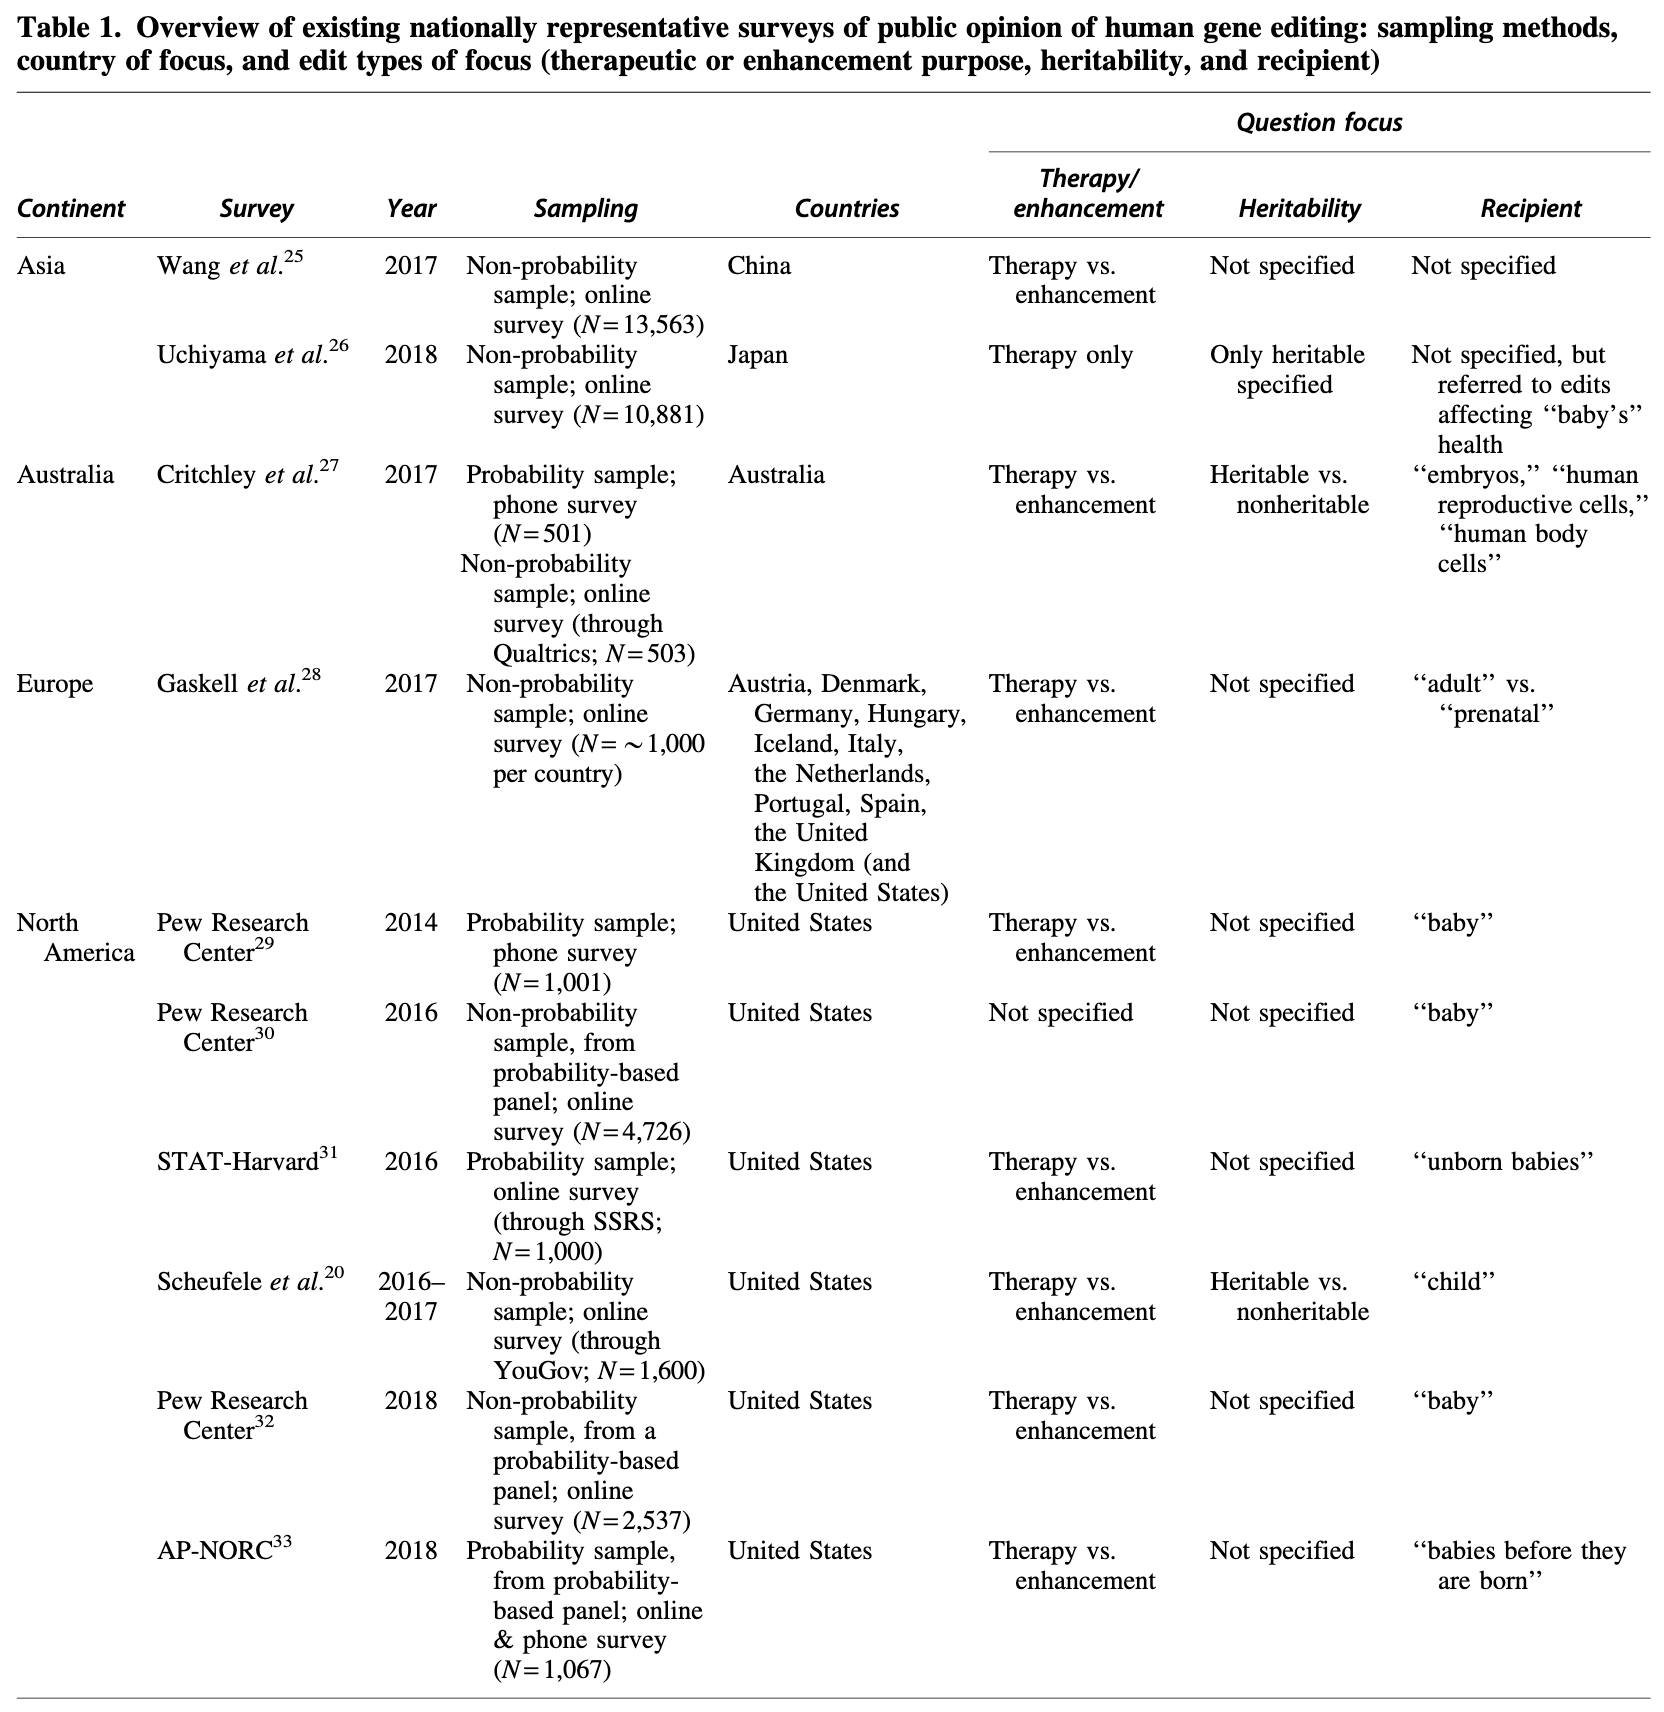 Table 1. Overview of existing nationally representative surveys of public opinion of human gene editing: sampling methods,
country of focus, and edit types of focus (therapeutic or enhancement purpose, heritability, and recipient)
Question focus
Therapy/
Continent Survey Year Sampling Countries enhancement Heritability Recipient
Asia Wang et al.25 2017 Non-probability China Therapy vs. Not specified Not specified
sample; online enhancement
survey (N=13,563)
Uchiyama et al.26 2018 Non-probability Japan Therapy only Only heritable Not specified, but
sample; online specified referred to edits
survey (N=10,881) affecting ‘‘baby’s’’
health
Australia Critchley et al.27 2017 Probability sample; Australia Therapy vs. Heritable vs. ‘‘embryos,’’ ‘‘human
phone survey enhancement nonheritable reproductive cells,’’
(N=501) ‘‘human body
Non-probability cells’’
sample; online
survey (through
Qualtrics; N=503)
Europe Gaskell et al.28 2017 Non-probability Austria, Denmark, Therapy vs. Not specified ‘‘adult’’ vs.
sample; online Germany, Hungary, enhancement ‘‘prenatal’’
survey (N= ~1,000 Iceland, Italy,
per country) the Netherlands,
Portugal, Spain,
the United
Kingdom (and
the United States)
North Pew Research 2014 Probability sample; United States Therapy vs. Not specified ‘‘baby’’
America Center29 phone survey enhancement
(N=1,001)
Pew Research 2016 Non-probability United States Not specified Not specified ‘‘baby’’
Center30 sample, from
probability-based
panel; online
survey (N=4,726)
STAT-Harvard31 2016 Probability sample; United States Therapy vs. Not specified ‘‘unborn babies’’
online survey enhancement
(through SSRS;
N=1,000)
Scheufele et al.20 2016– Non-probability United States Therapy vs. Heritable vs. ‘‘child’’
2017 sample; online enhancement nonheritable
survey (through
YouGov; N=1,600)
Pew Research 2018 Non-probability United States Therapy vs. Not specified ‘‘baby’’
Center32 sample, from a enhancement
probability-based
panel; online
survey (N=2,537)
AP-NORC33 2018 Probability sample, United States Therapy vs. Not specified ‘‘babies before they
from probability- enhancement are born’’
based panel; online
& phone survey
(N=1,067)